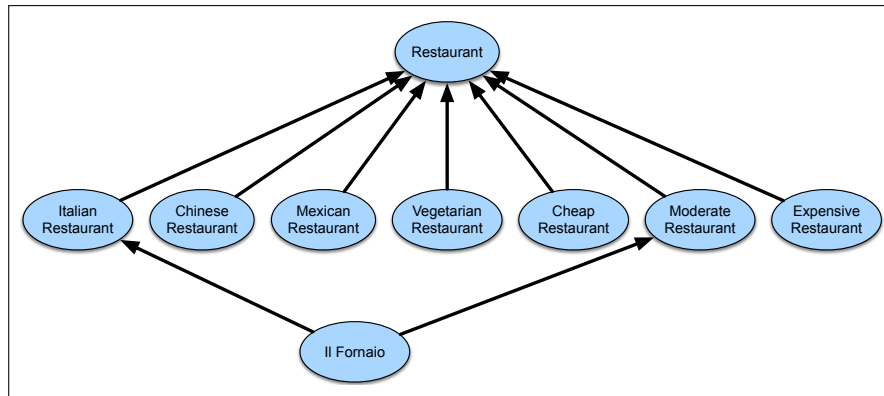 Restaurant
Italian
Restaurant
Chinese
Restaurant
Mexican
Restaurant
Vegetarian
Restaurant
Cheap
Restaurant
Moderate
Restaurant
Expensive
Restaurant
Il Fornaio